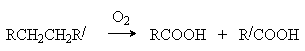 RCH₂CH₂R/ →[O₂] RCOOH + R/COOH